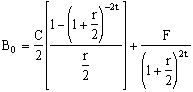 B₀ = C/2 [ (1 − (1 + r/2)^(−2t)) / (r/2) ] + F / (1 + r/2)^(2t)